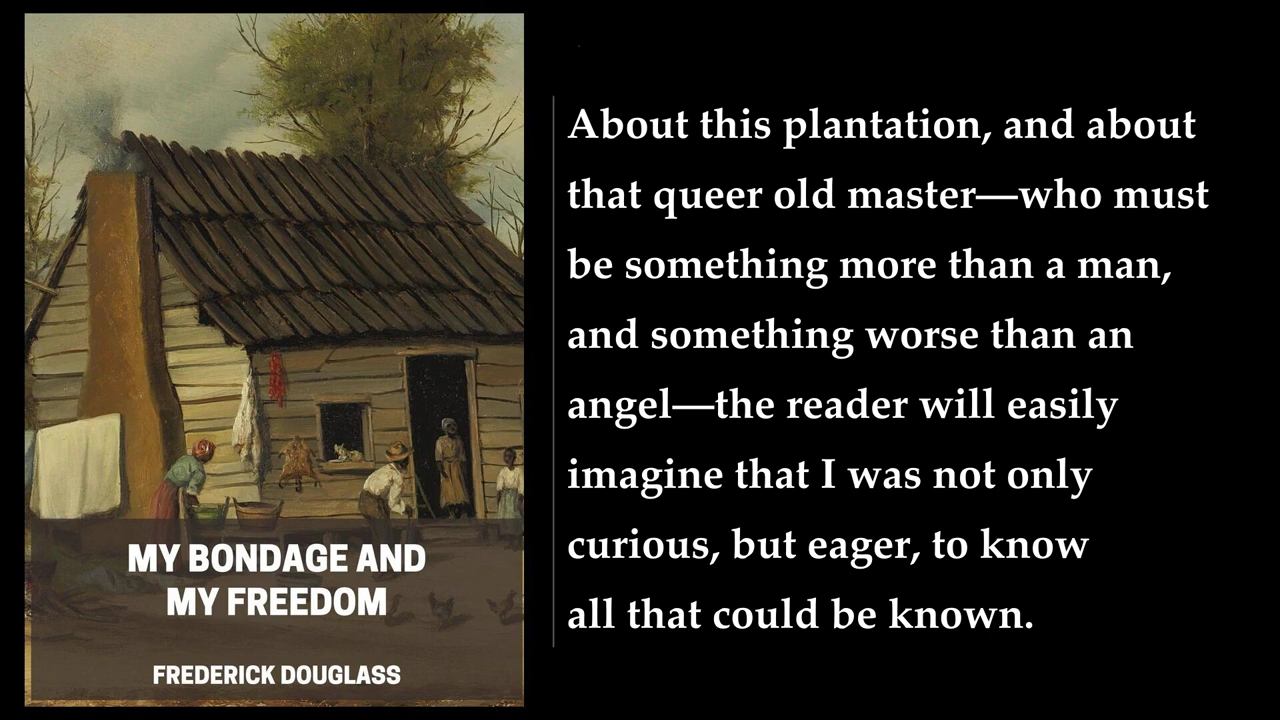 MY BONDAGE AND
MY FREEDOM
FREDERICK DOUGLASS
About this plantation, and about
that queer old master—who must
be something more than a man,
and something worse than an
angel—the reader will easily
imagine that I was not only
curious, but eager, to know
all that could be known.